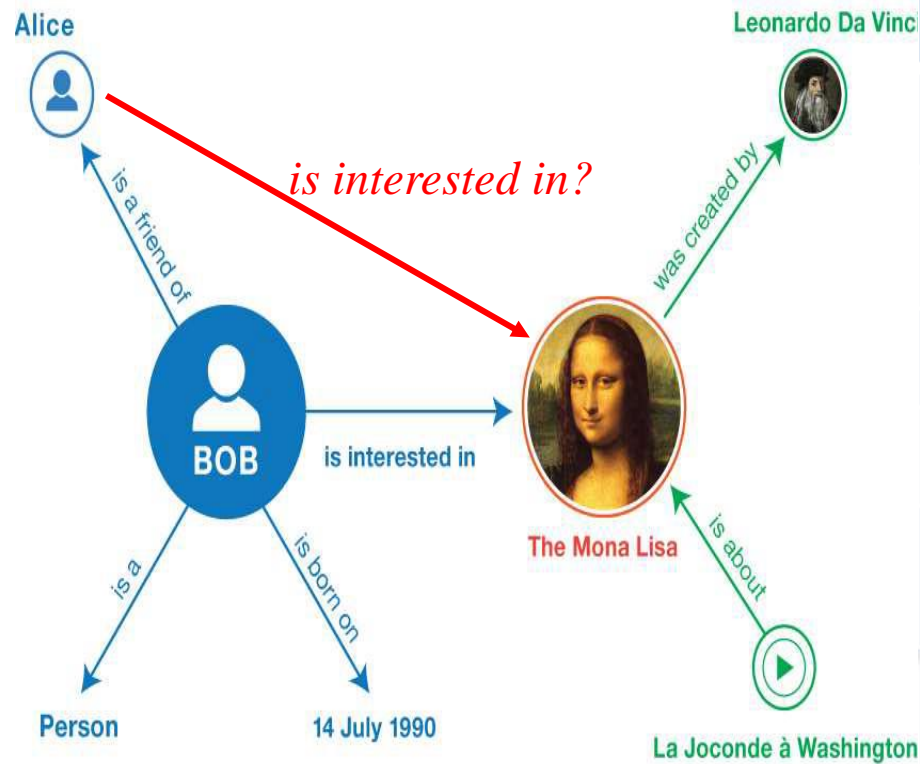 Alice
Leonardo Da Vinc
is interested in?
is a friend of
was created by
BOB
is interested in
The Mona Lisa
is a
is born on
is about
Person
14 July 1990
La Joconde à Washington